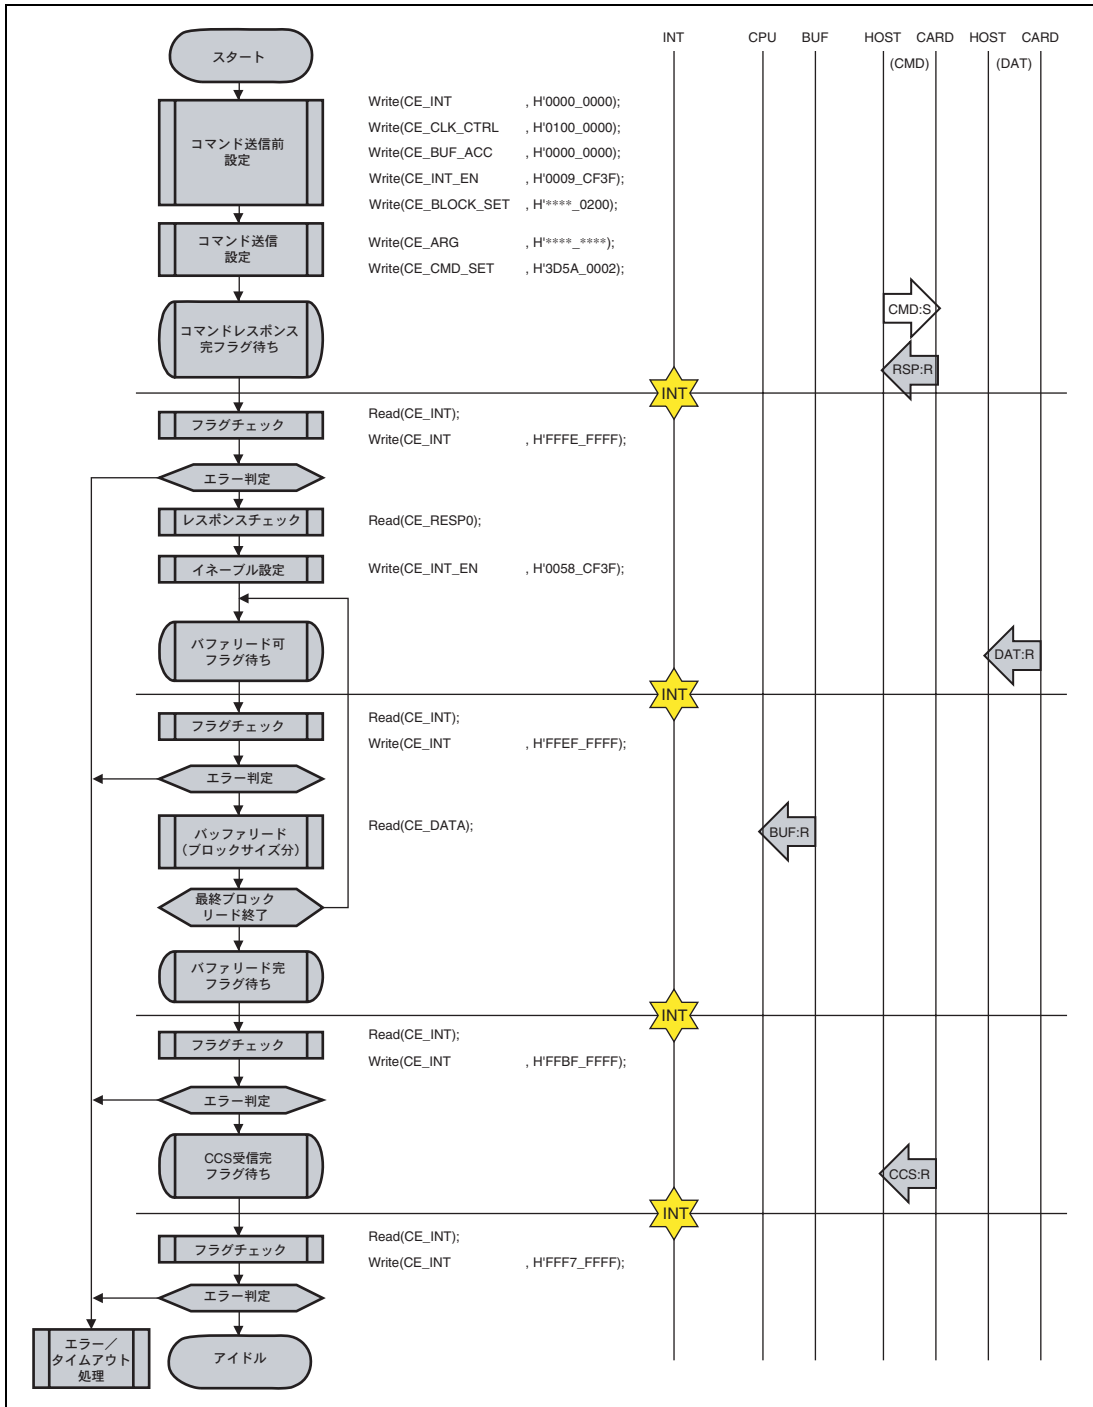 スタート
INT CPU BUF HOST CARD HOST CARD
(CMD) (DAT)
コマンド送信前
設定
Write(CE_INT , H'0000_0000);
Write(CE_CLK_CTRL , H'0100_0000);
Write(CE_BUF_ACC , H'0000_0000);
Write(CE_INT_EN , H'0009_CF3F);
Write(CE_BLOCK_SET , H'****_0200);
コマンド送信
設定
Write(CE_ARG , H'****_****);
Write(CE_CMD_SET , H'3D5A_0002);
コマンドレスポンス
完フラグ待ち
CMD:S
RSP:R
INT
フラグチェック
Read(CE_INT);
Write(CE_INT , H'FFFE_FFFF);
エラー判定
レスポンスチェック
Read(CE_RESP0);
イネーブル設定
Write(CE_INT_EN , H'0058_CF3F);
バファリード可
フラグ待ち
DAT:R
INT
フラグチェック
Read(CE_INT);
Write(CE_INT , H'FFEF_FFFF);
エラー判定
バッファリード
（ブロックサイズ分）
Read(CE_DATA);
BUF:R
最終ブロック
リード終了
バファリード完
フラグ待ち
INT
フラグチェック
Read(CE_INT);
Write(CE_INT , H'FFBF_FFFF);
エラー判定
CCS受信完
フラグ待ち
CCS:R
INT
フラグチェック
Read(CE_INT);
Write(CE_INT , H'FFF7_FFFF);
エラー判定
エラー／
タイムアウト
処理
アイドル